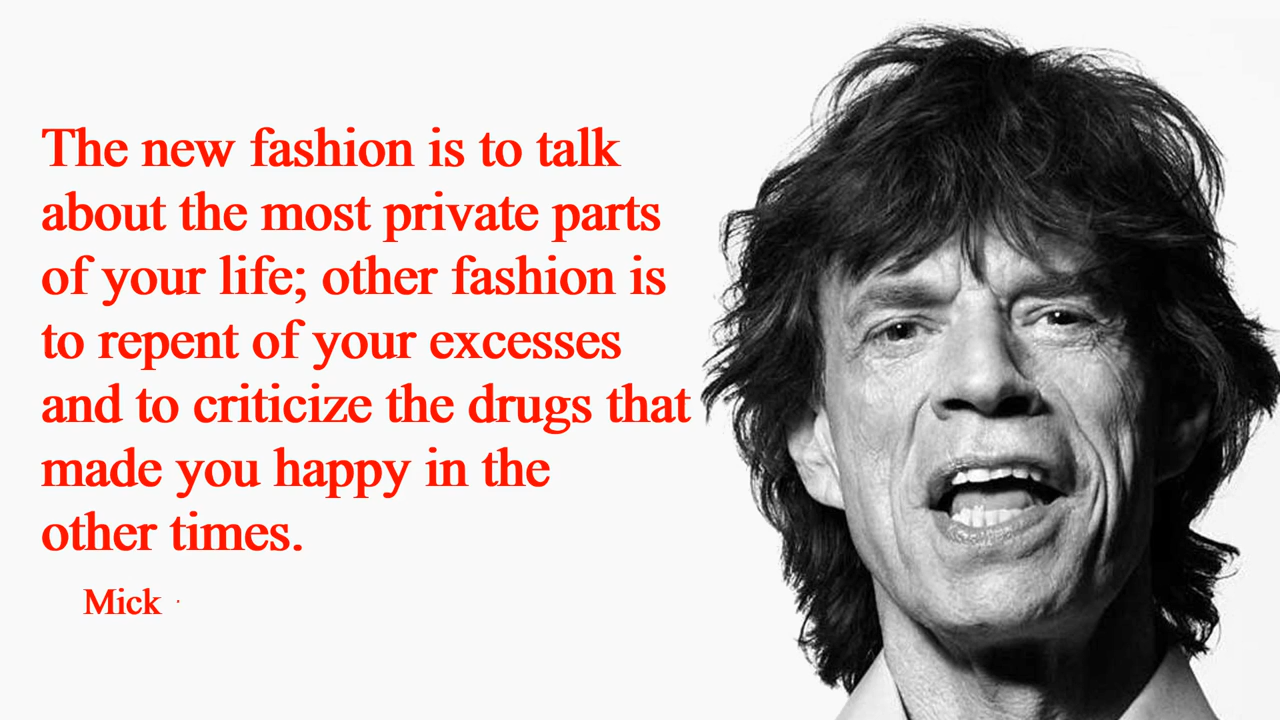 The new fashion is to talk
about the most private parts
of your life; other fashion is
to repent of your excesses
and to criticize the drugs that
made you happy in the
other times.
Mick